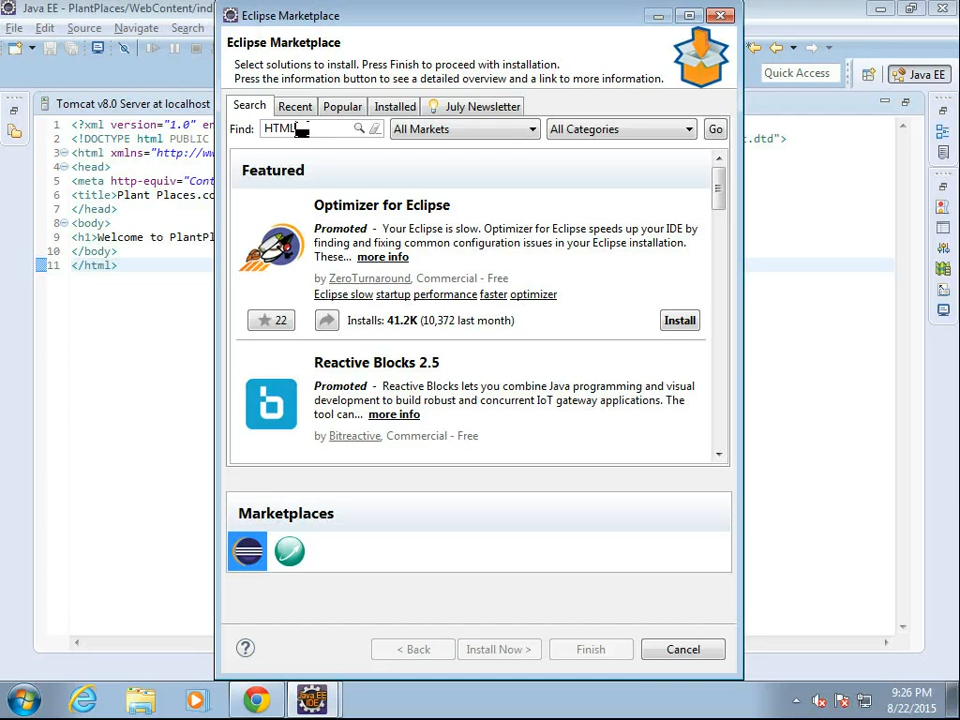 Java EE - PlantPlaces/WebContent/ind
Eclipse Marketplace
File Edit Source Navigate Search
Eclipse Marketplace
Select solutions to install. Press Finish to proceed with installation.
Press the information button to see a detailed overview and a link to more information.
Quick Access
Java EE
Tomcat v8.0 Server at localhost
Search Recent Popular Installed July Newsletter
Find: HTML All Markets All Categories Go
1 <?xml version="1.0" en
2 <!DOCTYPE html PUBLIC
t.dtd">
3 <html xmlns="http://ww
4 <head>
5 <meta http-equiv="Cont
6 <title>Plant Places.co
7 </head>
8 <body>
9 <h1>Welcome to PlantPl
10 </body>
11 </html>
Featured
Optimizer for Eclipse
Promoted - Your Eclipse is slow. Optimizer for Eclipse speeds up your IDE by
finding and fixing common configuration issues in your Eclipse installation.
These... more info
by ZeroTurnaround, Commercial - Free
Eclipse slow startup performance faster optimizer
22 Installs: 41.2K (10,372 last month) Install
Reactive Blocks 2.5
Promoted - Reactive Blocks lets you combine Java programming and visual
development to build robust and concurrent IoT gateway applications. The
tool can... more info
b
by Bitreactive, Commercial - Free
Marketplaces
? < Back Install Now > Finish Cancel
Java EE
IDE
9:26 PM
8/22/2015